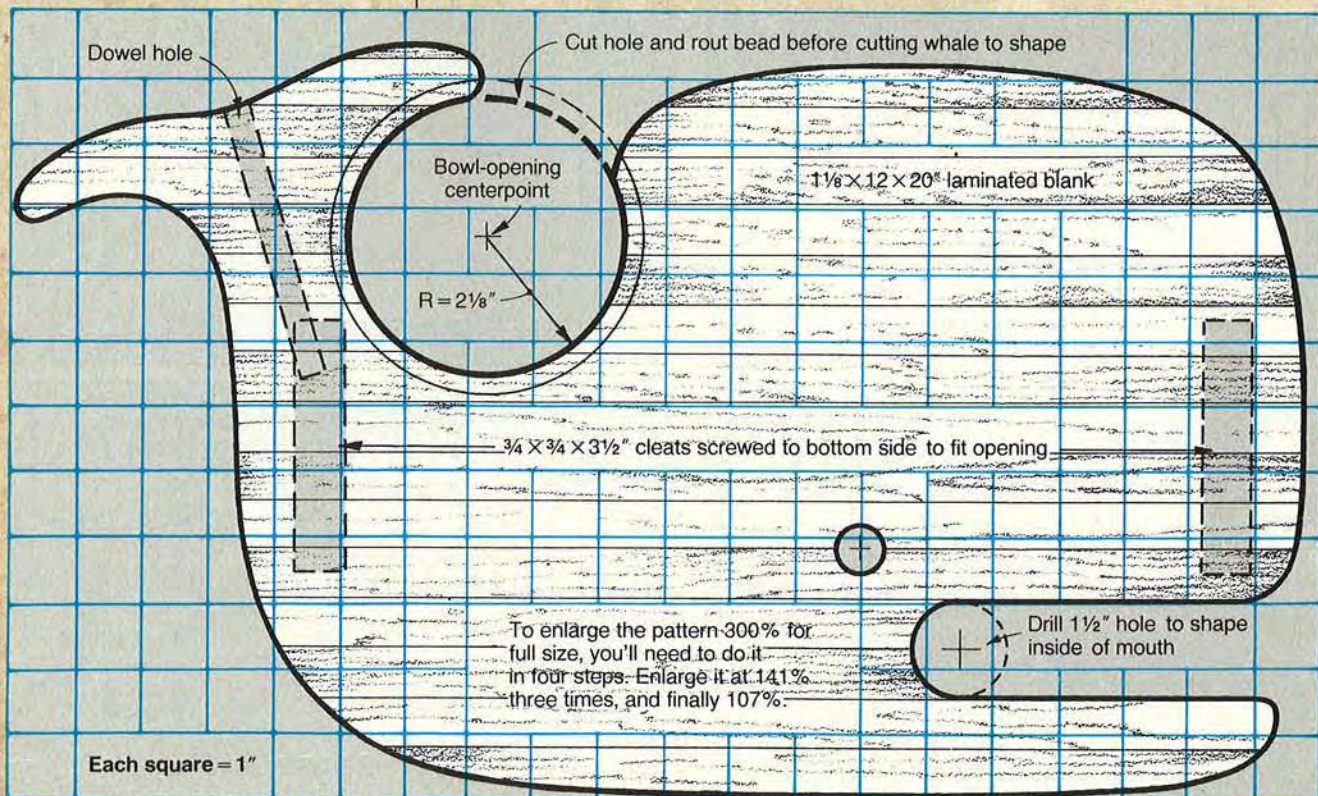 Dowel hole
Cut hole and rout bead before cutting whale to shape
Bowl-opening
centerpoint
1⅛ × 12 × 20″ laminated blank
R = 2⅛″
¾ × ¾ × 3½″ cleats screwed to bottom side to fit opening
To enlarge the pattern 300% for
full size, you'll need to do it
in four steps. Enlarge it at 141%
three times, and finally 107%.
Drill 1½″ hole to shape
inside of mouth
Each square = 1″